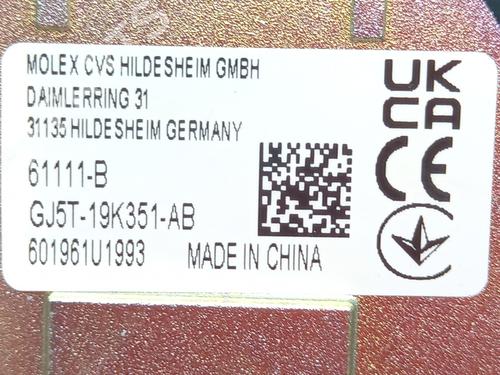 MOLEX CVS HILDESHEIM GMBH
DAIMLERRING 31
31135 HILDESHEIM GERMANY
61111-B
GJ5T-19K351-AB
601961U1993 MADE IN CHINA
UK
CA
CE